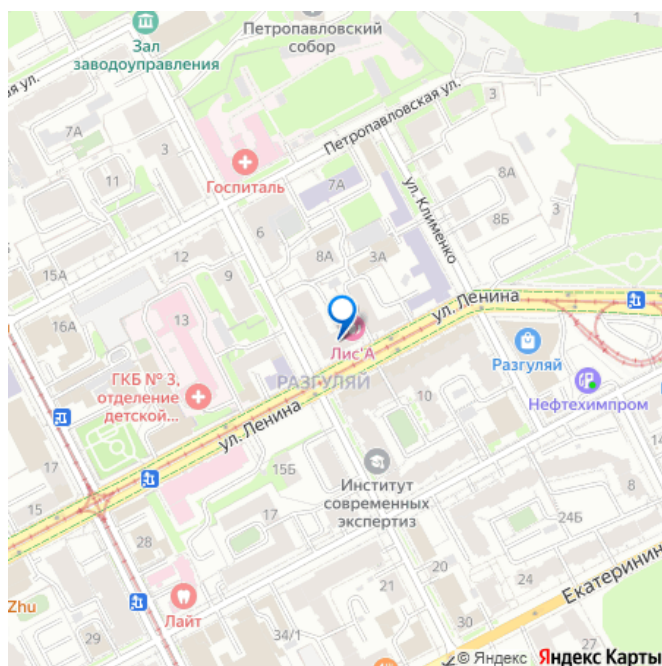 Петропавловский
собор
Зал
заводоуправления
ая ул.
7А
3
Госпиталь
Петропавловская ул.
3
3
11
7А
ул. Клименко
8А
8Б
6
12
15А
9
8А
3А
ул. Ленина
16А
13
Лис'А
Разгуляй
ГКБ № 3,
отделение
детской...
РАЗГУЛЯЙ
Нефтехимпром
10
ул. Ленина
17
15
15Б
Институт
современных
экспертиз
17
8
24Б
28
Zhu
Лайт
21
20
24
Екатеринин
29
34/1
30
27
© Яндекс Яндекс Карты